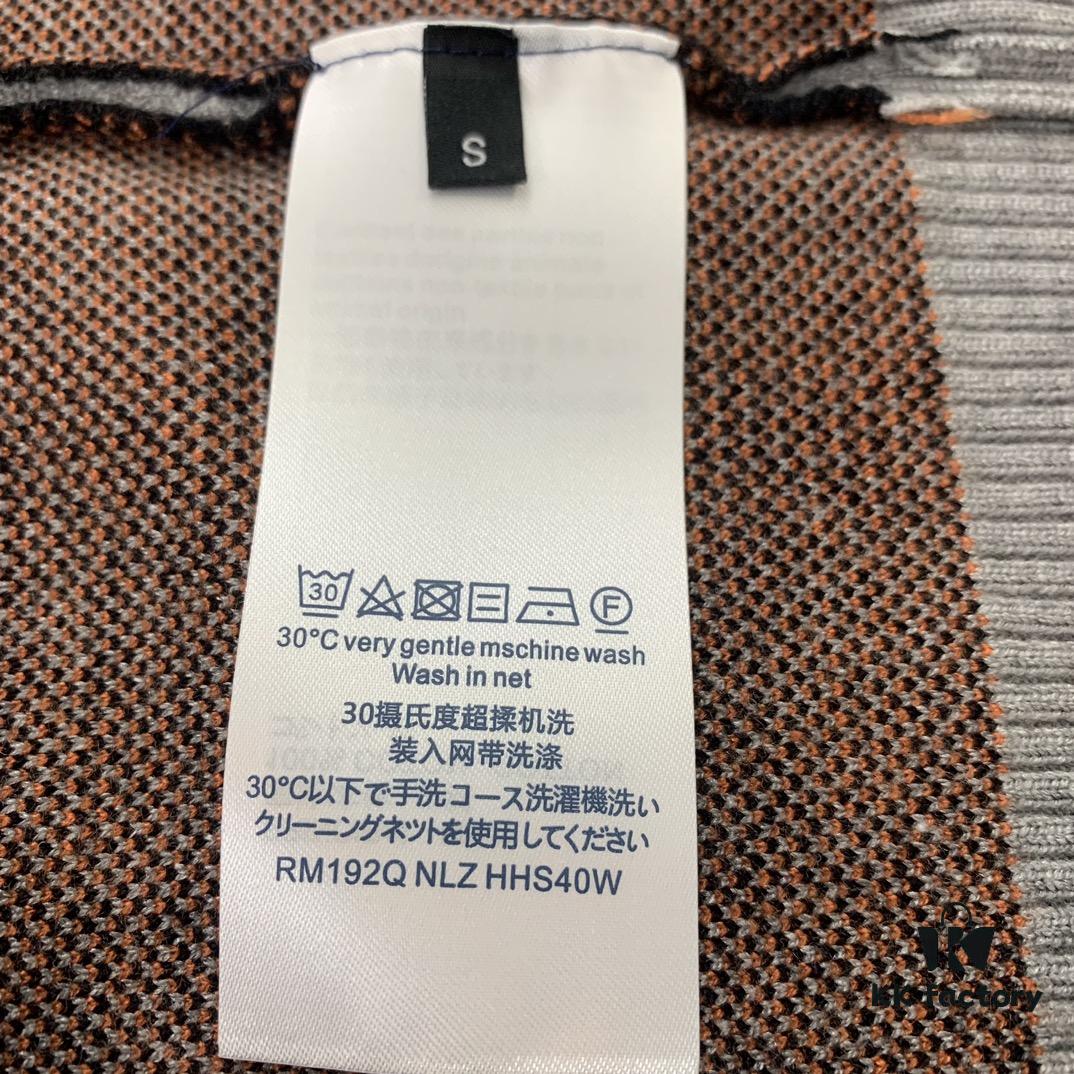 S
30
F
30°C very gentle mschine wash
Wash in net
30摄氏度超揉机洗
装入网带洗涤
30℃以下で手洗コース洗濯機洗い
クリーニングネットを使用してください
RM192Q NLZ HHS40W
kk factory